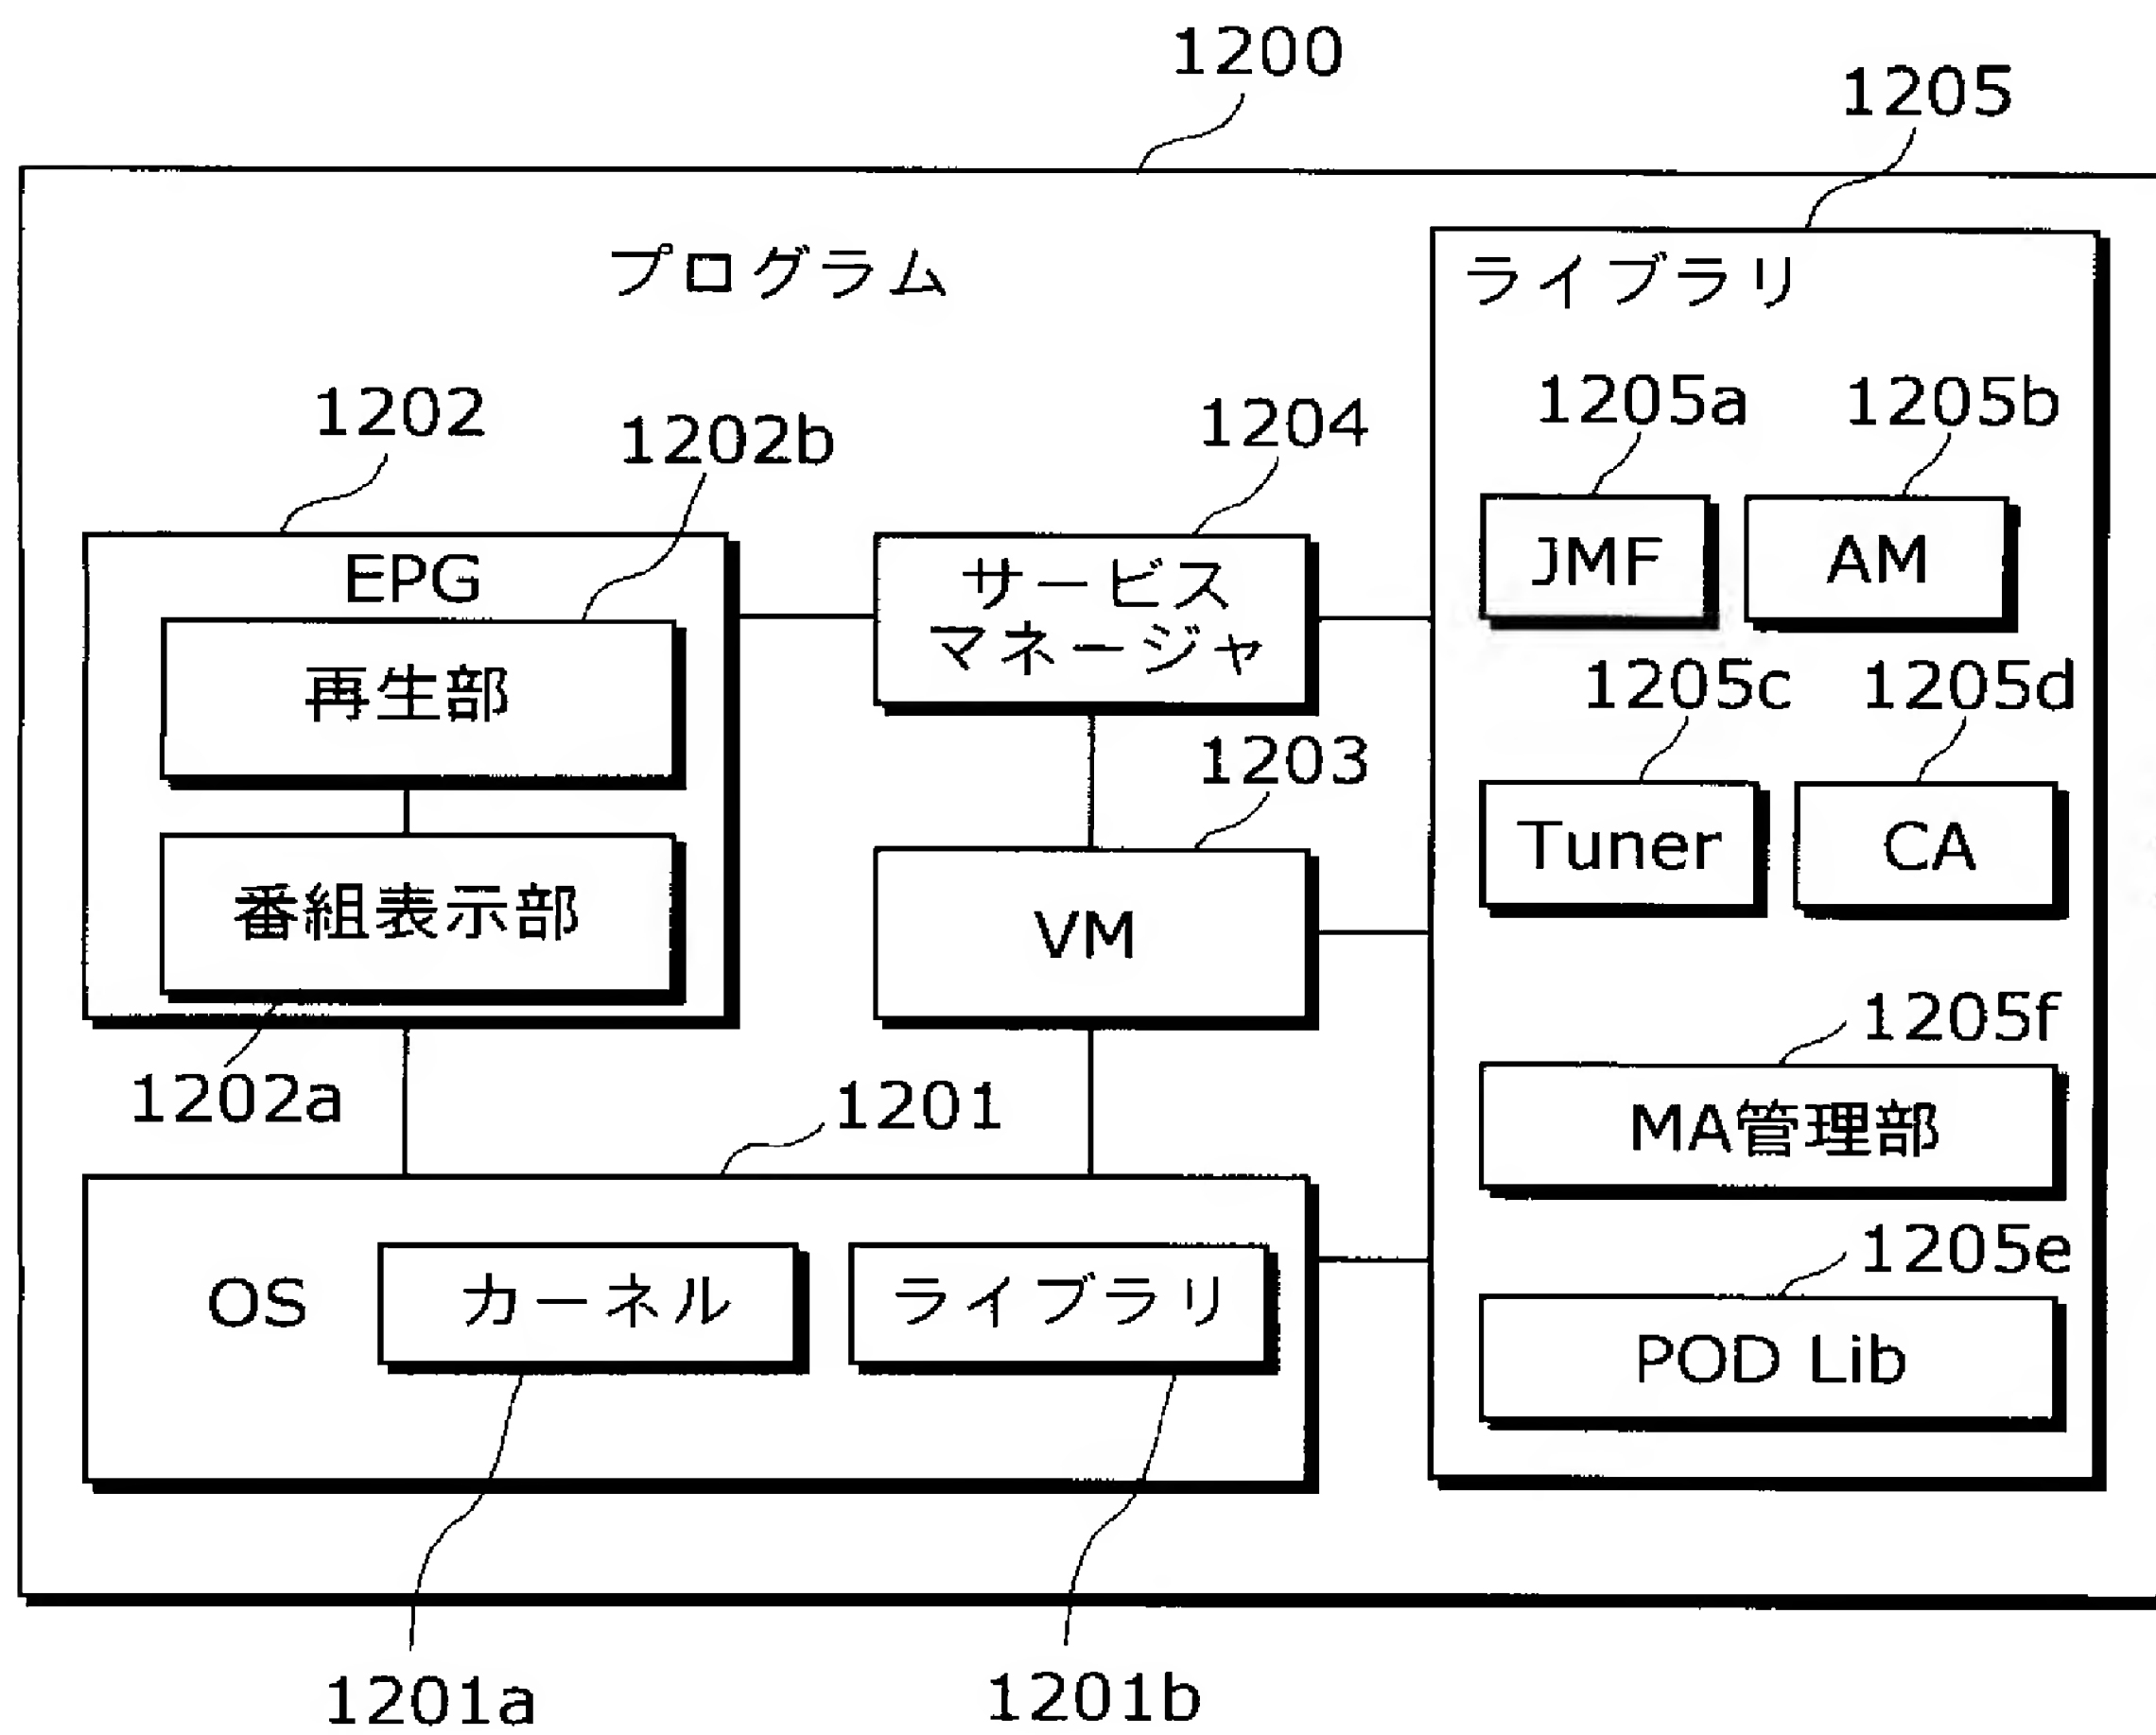 1200
1205
プログラム
ライブラリ
1202
1202b
1204
1205a
1205b
EPG
サービス
マネージャ
JMF
AM
再生部
1203
1205c
1205d
番組表示部
VM
Tuner
CA
1202a
1201
1205f
MA管理部
OS
カーネル
ライブラリ
1205e
POD Lib
1201a
1201b